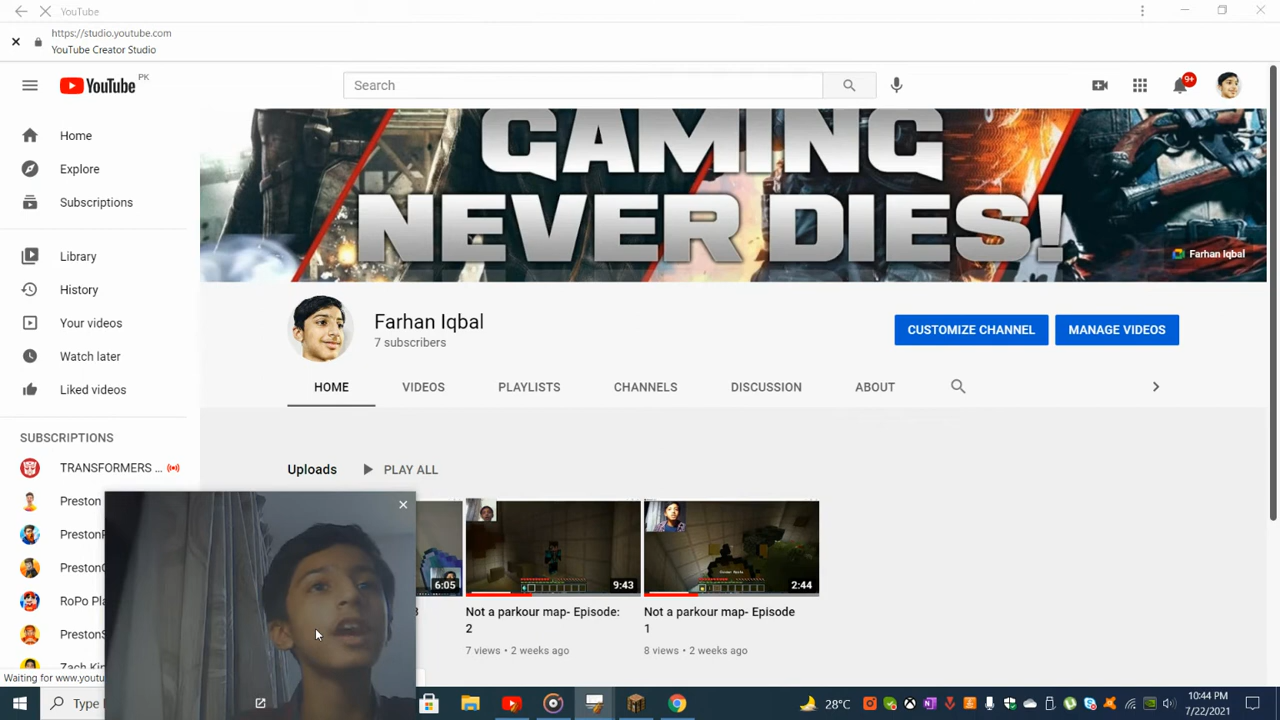 YouTube
https://studio.youtube.com
YouTube Creator Studio
YouTube PK
Search
9+
Home
Explore
Subscriptions
Library
History
Your videos
Watch later
Liked videos
SUBSCRIPTIONS
TRANSFORMERS ...
Preston
GAMING
NEVER DIES!
Farhan Iqbal
Farhan Iqbal
7 subscribers
CUSTOMIZE CHANNEL
MANAGE VIDEOS
HOME
VIDEOS
PLAYLISTS
CHANNELS
DISCUSSION
ABOUT
Uploads
PLAY ALL
6:05
9:43
2:44
Not a parkour map- Episode:
2
7 views • 2 weeks ago
Not a parkour map- Episode
1
8 views • 2 weeks ago
Waiting for www.youtu
Type
28°C
10:44 PM
7/22/2021